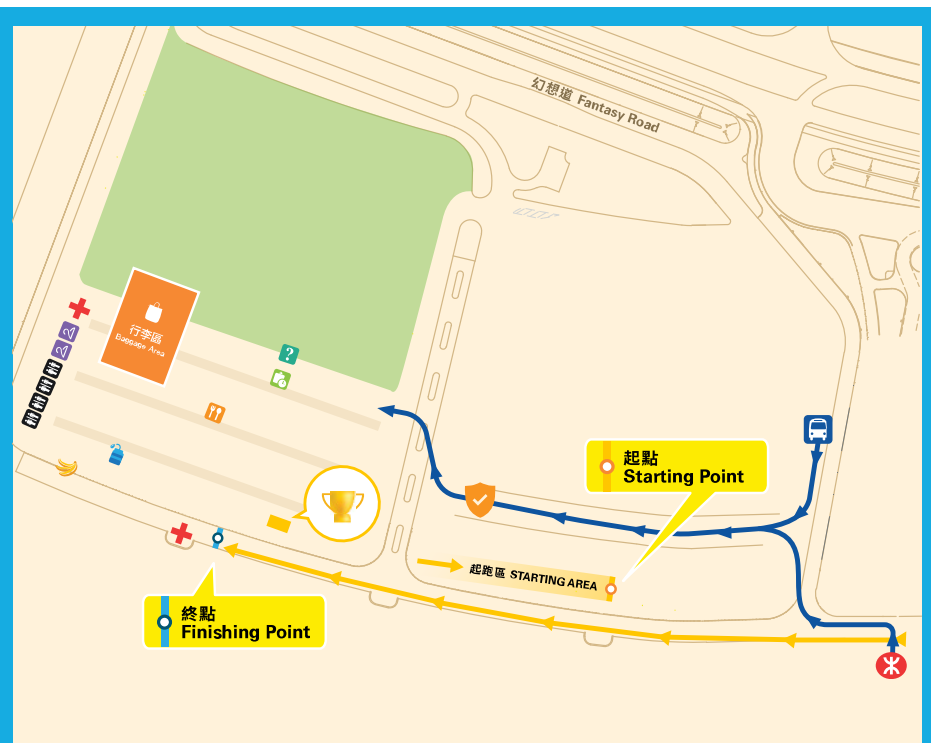 幻想道 Fantasy Road
行李區
Baggage Area
?
起點
Starting Point
起跑區 STARTING AREA
終點
Finishing Point